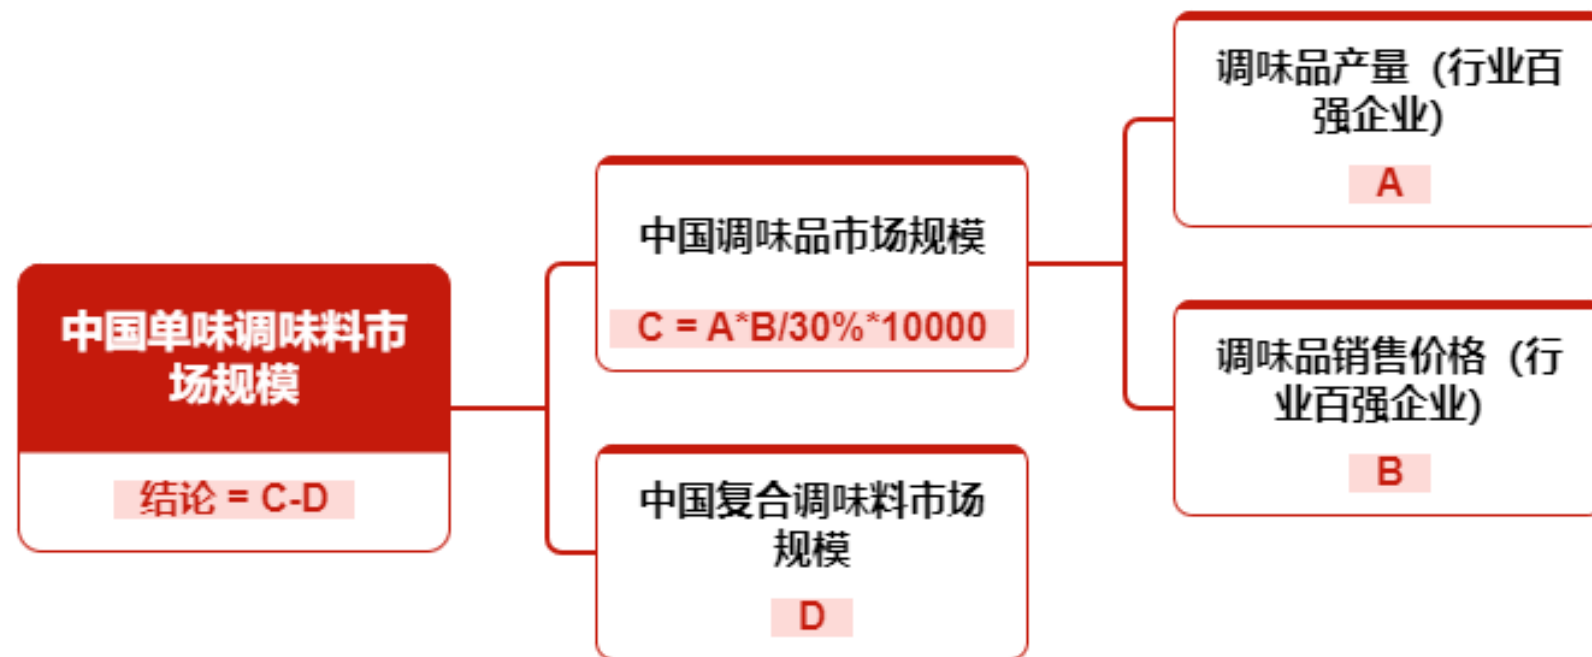 中国单味调味料市
场规模
结论 = C-D
中国调味品市场规模
C = A*B/30%*10000
中国复合调味料市场
规模
D
调味品产量（行业百
强企业）
A
调味品销售价格（行
业百强企业）
B